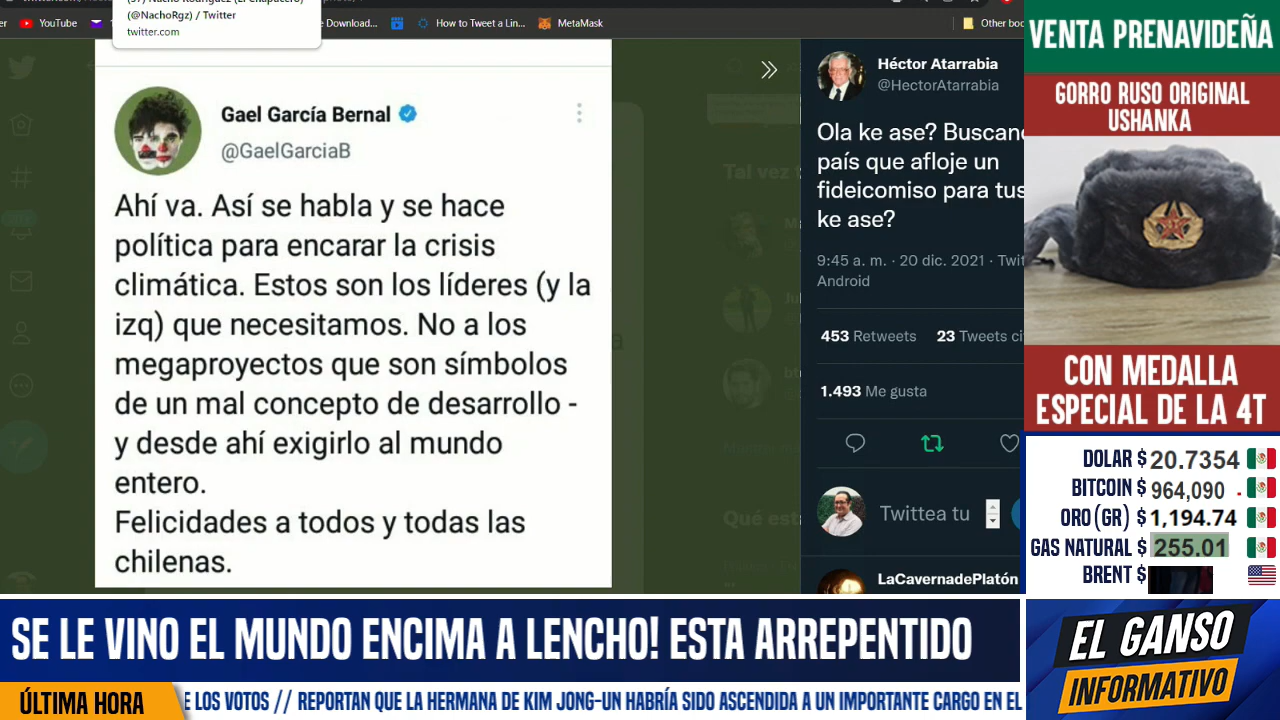 (@NachoRgz) / Twitter
twitter.com
YouTube
Download...
How to Tweet a Lin...
MetaMask
Other boo
Gael García Bernal
@GaelGarciaB
Ahí va. Así se habla y se hace
política para encarar la crisis
climática. Estos son los líderes (y la
izq) que necesitamos. No a los
megaproyectos que son símbolos
de un mal concepto de desarrollo -
y desde ahí exigirlo al mundo
entero.
Felicidades a todos y todas las
chilenas.
Tal vez t
Qué est
Héctor Atarrabia
@HectorAtarrabia
Ola ke ase? Buscand
país que afloje un
fideicomiso para tus
ke ase?
9:45 a. m. · 20 dic. 2021 · Twit
Android
453 Retweets 23 Tweets ci
1.493 Me gusta
Twittea tu
LaCavernadePlatón
VENTA PRENAVIDEÑA
GORRO RUSO ORIGINAL
USHANKA
CON MEDALLA
ESPECIAL DE LA 4T
DOLAR $ 20.7354
BITCOIN $ 964,090
ORO (GR) $ 1,194.74
GAS NATURAL $ 255.01
BRENT $
SE LE VINO EL MUNDO ENCIMA A LENCHO! ESTA ARREPENTIDO
EL GANSO
INFORMATIVO
ÚLTIMA HORA
E LOS VOTOS // REPORTAN QUE LA HERMANA DE KIM JONG-UN HABRÍA SIDO ASCENDIDA A UN IMPORTANTE CARGO EN EL